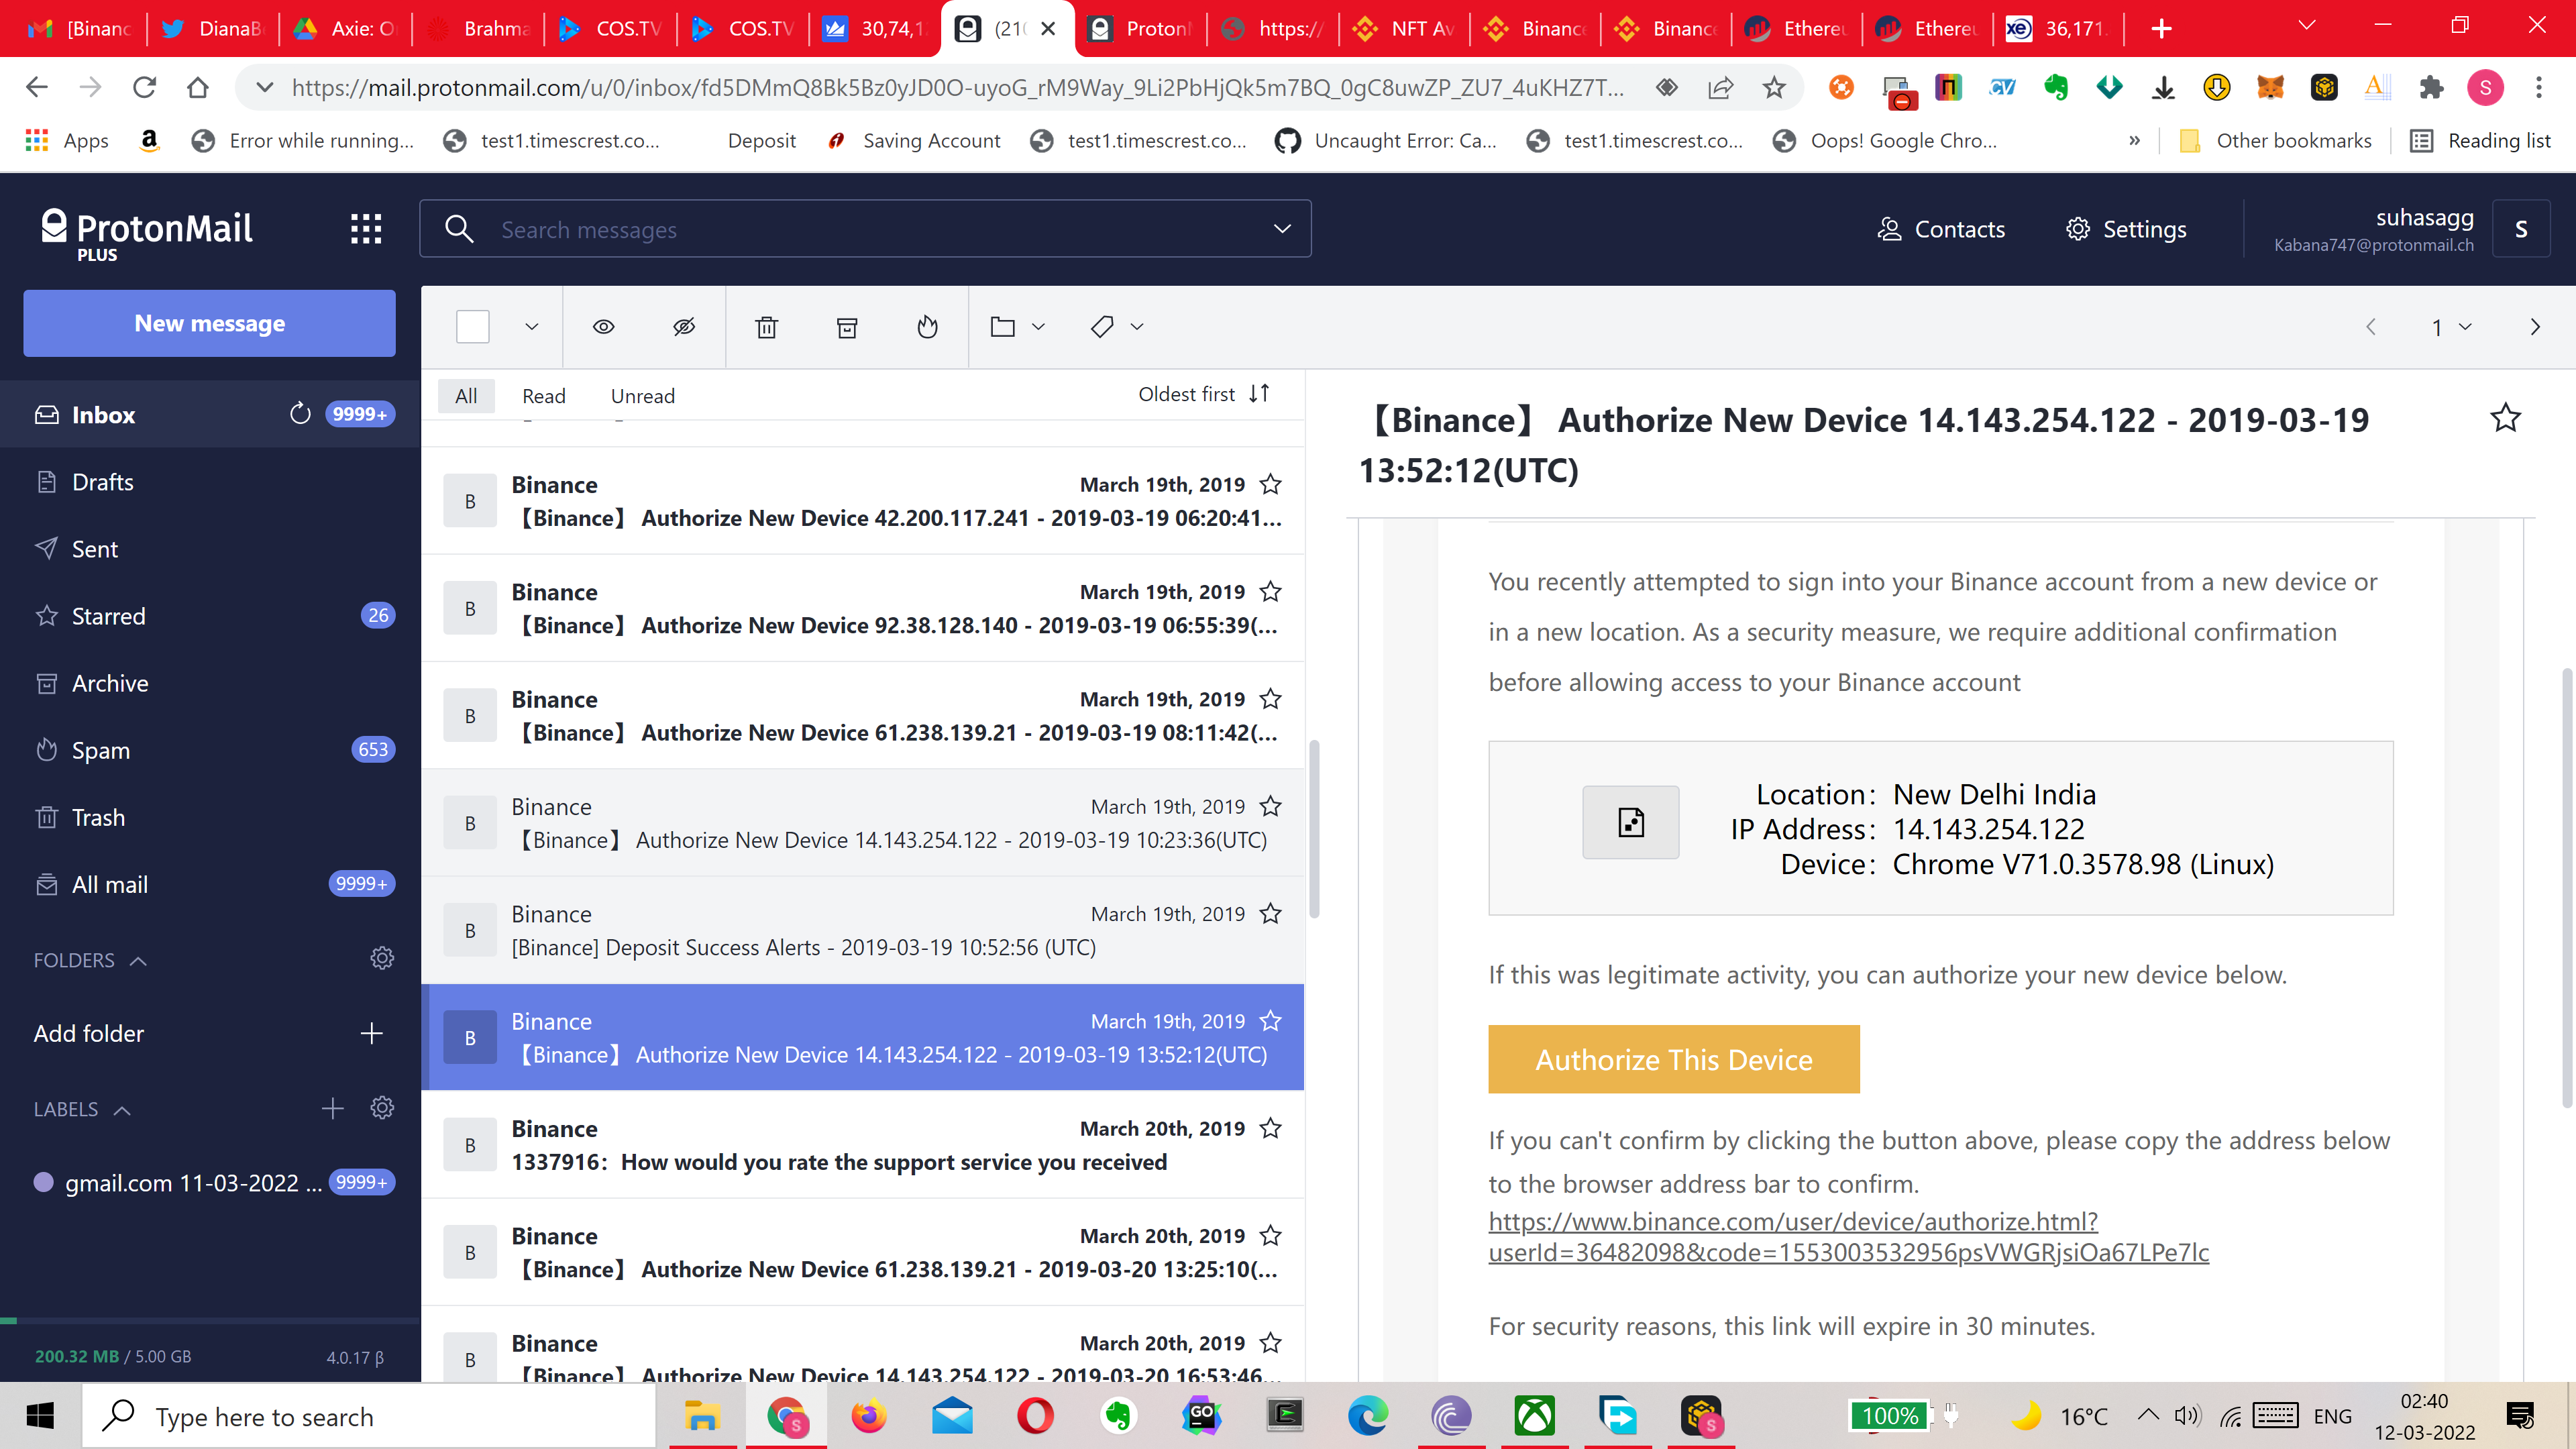 [Binanc
DianaB
Axie: O
Brahma
COS.TV
COS.TV
30,74,1
(210
Proton
https://
NFT Av
Binance
Binance
Ethereu
Ethereu
36,171.
https://mail.protonmail.com/u/0/inbox/fd5DMmQ8Bk5Bz0yJD0O-uyoG_rM9Way_9Li2PbHjQk5m7BQ_0gC8uwZP_ZU7_4uKHZ7T...
Apps
Error while running...
test1.timescrest.co...
Deposit
Saving Account
test1.timescrest.co...
Uncaught Error: Ca...
test1.timescrest.co...
Oops! Google Chro...
»
Other bookmarks
Reading list
ProtonMail
PLUS
Search messages
Contacts
Settings
suhasagg
Kabana747@protonmail.ch
S
New message
1
Inbox 9999+
Drafts
Sent
Starred 26
Archive
Spam 653
Trash
All mail 9999+
FOLDERS
Add folder
LABELS
gmail.com 11-03-2022 ... 9999+
200.32 MB / 5.00 GB 4.0.17 β
All Read Unread Oldest first
B
Binance March 19th, 2019
【Binance】 Authorize New Device 42.200.117.241 - 2019-03-19 06:20:41...
B
Binance March 19th, 2019
【Binance】 Authorize New Device 92.38.128.140 - 2019-03-19 06:55:39(...
B
Binance March 19th, 2019
【Binance】 Authorize New Device 61.238.139.21 - 2019-03-19 08:11:42(...
B
Binance March 19th, 2019
【Binance】 Authorize New Device 14.143.254.122 - 2019-03-19 10:23:36(UTC)
B
Binance March 19th, 2019
[Binance] Deposit Success Alerts - 2019-03-19 10:52:56 (UTC)
B
Binance March 19th, 2019
【Binance】 Authorize New Device 14.143.254.122 - 2019-03-19 13:52:12(UTC)
B
Binance March 20th, 2019
1337916：How would you rate the support service you received
B
Binance March 20th, 2019
【Binance】 Authorize New Device 61.238.139.21 - 2019-03-20 13:25:10(...
B
Binance March 20th, 2019
【Binance】 Authorize New Device 14.143.254.122 - 2019-03-20 16:53:46...
【Binance】 Authorize New Device 14.143.254.122 - 2019-03-19
13:52:12(UTC)
You recently attempted to sign into your Binance account from a new device or
in a new location. As a security measure, we require additional confirmation
before allowing access to your Binance account
Location： New Delhi India
IP Address： 14.143.254.122
Device： Chrome V71.0.3578.98 (Linux)
If this was legitimate activity, you can authorize your new device below.
Authorize This Device
If you can't confirm by clicking the button above, please copy the address below
to the browser address bar to confirm.
https://www.binance.com/user/device/authorize.html?
userId=36482098&code=1553003532956psVWGRjsiOa67LPe7lc
For security reasons, this link will expire in 30 minutes.
Type here to search
100%
16°C
ENG
02:40
12-03-2022